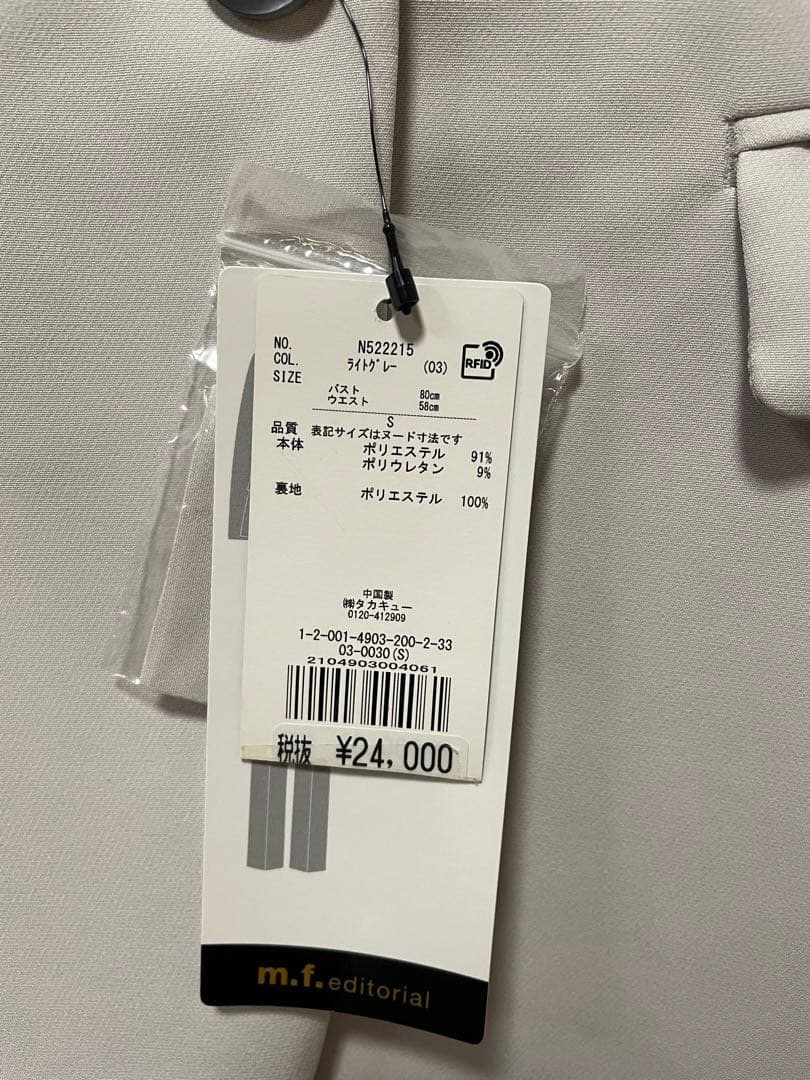 NO. N522215
COL. ライトグレー (03)
SIZE
RFID
バスト 80cm
ウエスト 58cm
S
表記サイズはヌード寸法です
品質
本体 ポリエステル 91%
ポリウレタン 9%
裏地 ポリエステル 100%
中国製
㈱タカキュー
0120-412909
1-2-001-4903-200-2-33
03-0030(S)
2104903004061
税抜 ¥24,000
m.f.editorial